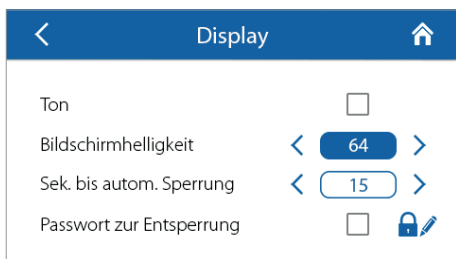 Display
Ton
Bildschirmhelligkeit 64
Sek. bis autom. Sperrung 15
Passwort zur Entsperrung